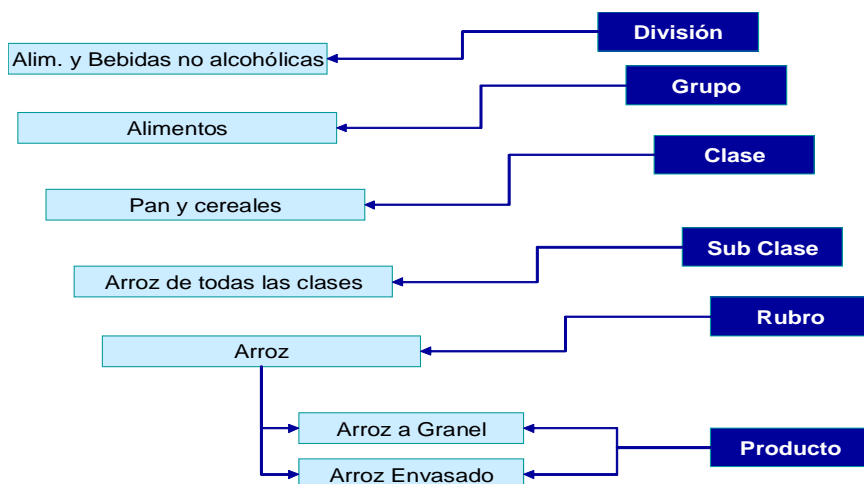 División
Alim. y Bebidas no alcohólicas
Grupo
Alimentos
Clase
Pan y cereales
Sub Clase
Arroz de todas las clases
Rubro
Arroz
Arroz a Granel
Producto
Arroz Envasado